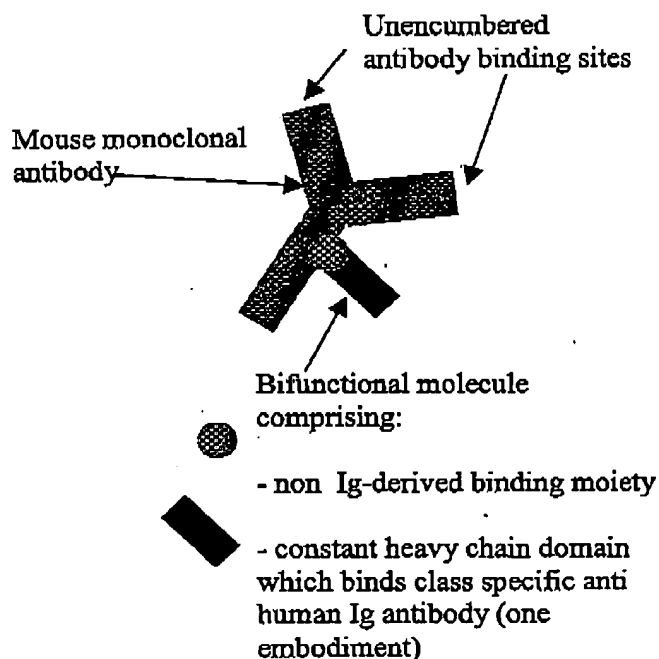 Unencumbered
antibody binding sites
Mouse monoclonal
antibody
Bifunctional molecule
comprising:
- non Ig-derived binding moiety
- constant heavy chain domain
which binds class specific anti
human Ig antibody (one
embodiment)